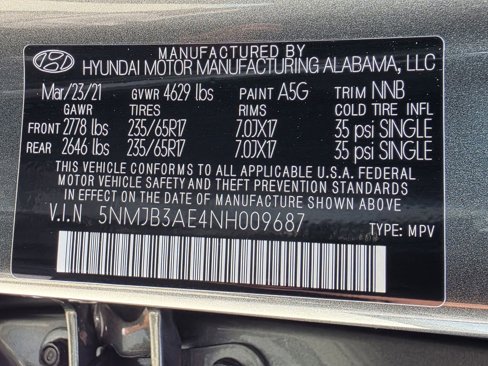 MANUFACTURED BY
HYUNDAI MOTOR MANUFACTURING ALABAMA, LLC
Mar/23/21 GVWR 4629 lbs PAINT A5G TRIM NNB
GAWR TIRES RIMS COLD TIRE INFL
FRONT 2778 lbs 235/65R17 7.0JX17 35 psi SINGLE
REAR 2646 lbs 235/65R17 7.0JX17 35 psi SINGLE
THIS VEHICLE CONFORMS TO ALL APPLICABLE U.S.A. FEDERAL
MOTOR VEHICLE SAFETY AND THEFT PREVENTION STANDARDS
IN EFFECT ON THE DATE OF MANUFACTURE SHOWN ABOVE
V.I.N 5NMJB3AE4NH009687
TYPE: MPV